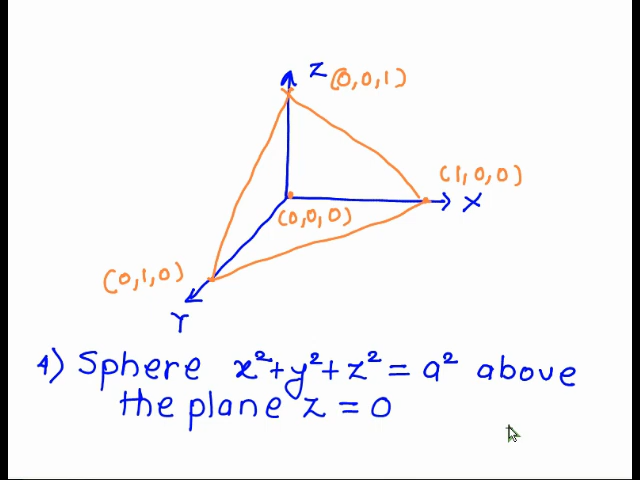 Z (0,0,1)
(1,0,0)
X
(0,0,0)
(0,1,0)
Y
4) Sphere x²+y²+z² = a² above
the plane z = 0